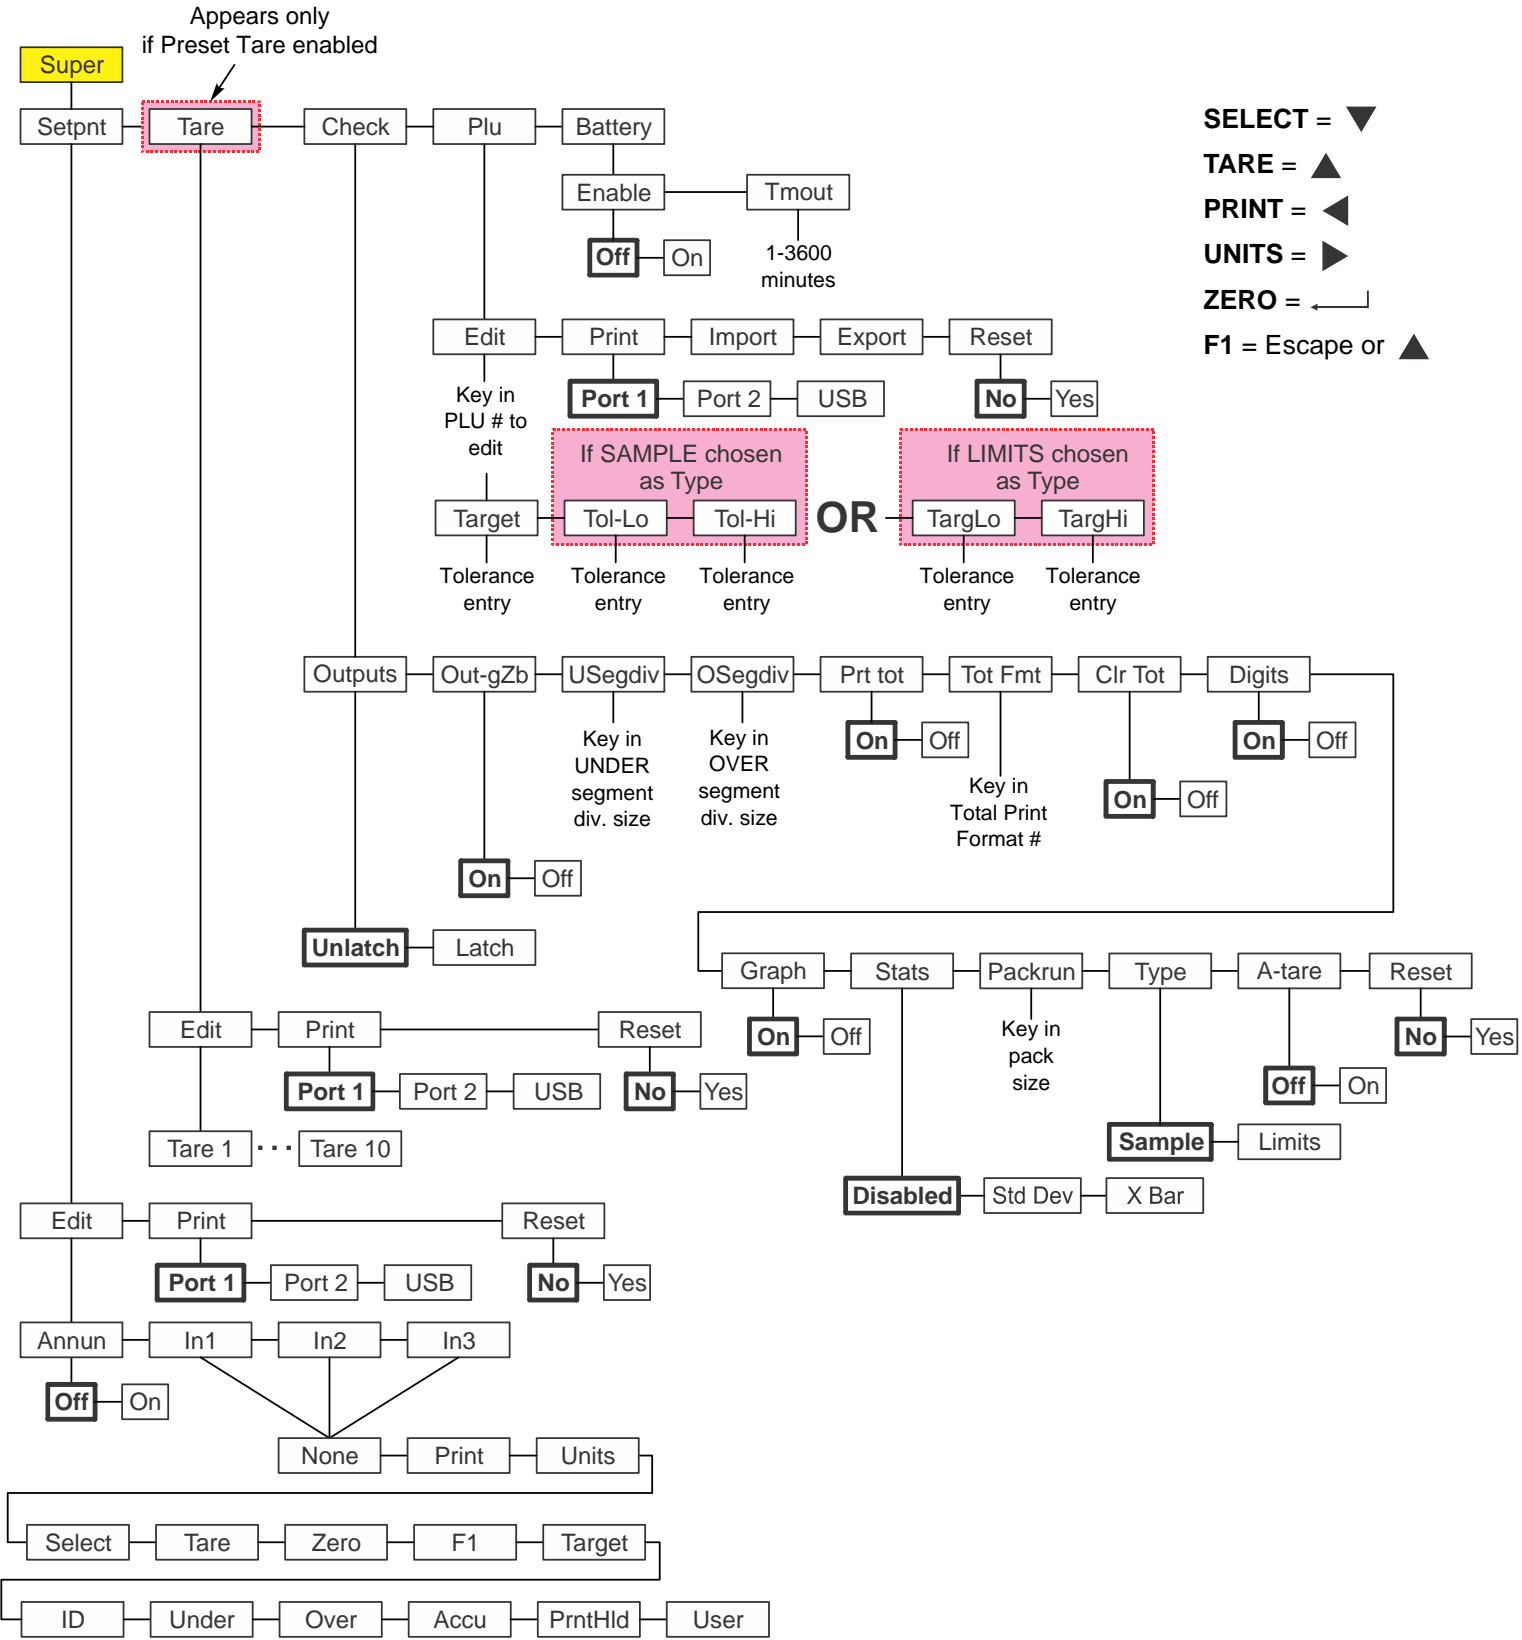 Appears only
if Preset Tare enabled
Super
Setpnt
Tare
Check
Plu
Battery
SELECT = ▼
TARE = ▲
PRINT = ◀
UNITS = ▶
ZERO = ←
F1 = Escape or ▲
Enable
Tmout
Off
On
1-3600
minutes
Edit
Print
Import
Export
Reset
Key in
PLU # to
edit
Port 1
Port 2
USB
No
Yes
If SAMPLE chosen
as Type
If LIMITS chosen
as Type
Target
Tol-Lo
Tol-Hi
OR
TargLo
TargHi
Tolerance
entry
Tolerance
entry
Tolerance
entry
Tolerance
entry
Tolerance
entry
Outputs
Out-gZb
USegdiv
OSegdiv
Prt tot
Tot Fmt
Clr Tot
Digits
Key in
UNDER
segment
div. size
Key in
OVER
segment
div. size
On
Off
Key in
Total Print
Format #
On
Off
On
Off
On
Off
Unlatch
Latch
Graph
Stats
Packrun
Type
A-tare
Reset
On
Off
Key in
pack
size
No
Yes
Off
On
Sample
Limits
Disabled
Std Dev
X Bar
Edit
Print
Reset
Port 1
Port 2
USB
No
Yes
Tare 1
...
Tare 10
Edit
Print
Reset
Port 1
Port 2
USB
No
Yes
Annun
In1
In2
In3
Off
On
None
Print
Units
Select
Tare
Zero
F1
Target
ID
Under
Over
Accu
PrntHld
User